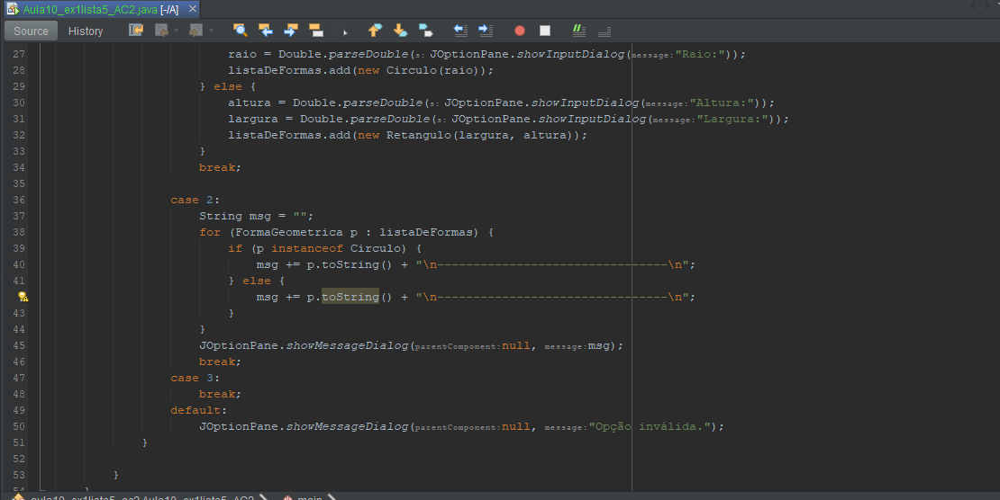 Aula10_ex1lista5_AC2.java [-/A]
Source History
27 raio = Double.parseDouble(s: JOptionPane.showInputDialog(message:"Raio:"));
28 listaDeFormas.add(new Circulo(raio));
29 } else {
30 altura = Double.parseDouble(s: JOptionPane.showInputDialog(message:"Altura:"));
31 largura = Double.parseDouble(s: JOptionPane.showInputDialog(message:"Largura:"));
32 listaDeFormas.add(new Retangulo(largura, altura));
33 }
34 break;
35
36 case 2:
37 String msg = "";
38 for (FormaGeometrica p : listaDeFormas) {
39 if (p instanceof Circulo) {
40 msg += p.toString() + "\n--------------------------------\n";
41 } else {
msg += p.toString() + "\n--------------------------------\n";
43 }
44 }
45 JOptionPane.showMessageDialog(parentComponent:null, message:msg);
46 break;
47 case 3:
48 break;
49 default:
50 JOptionPane.showMessageDialog(parentComponent:null, message:"Opção inválida.");
51 }
52
53 }
54 }
aula10_ex1lista5_ac2.Aula10_ex1lista5_AC2 main